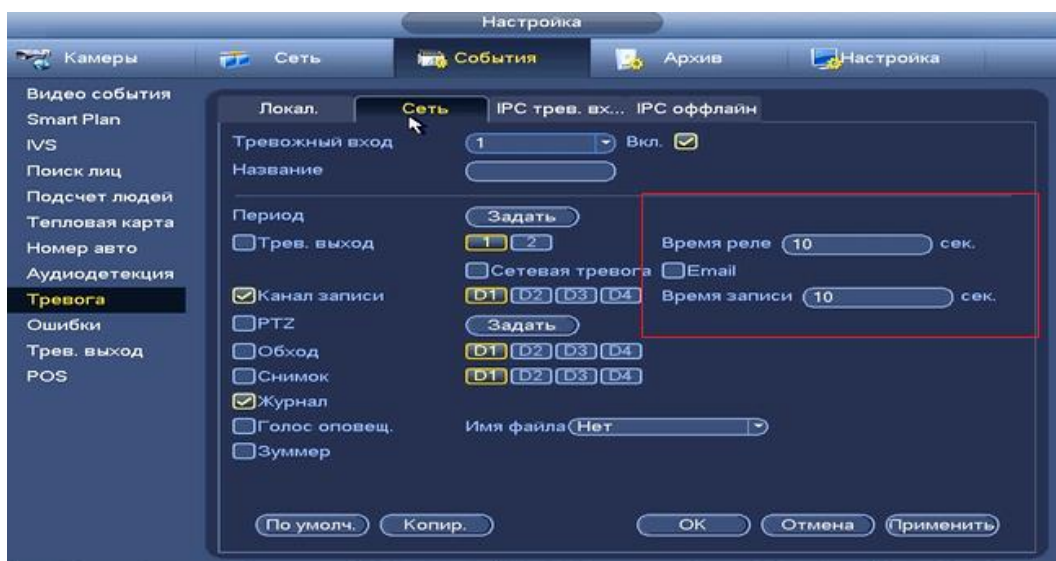 Настройка
Камеры Сеть События Архив Настройка
Видео события
Smart Plan
IVS
Поиск лиц
Подсчет людей
Тепловая карта
Номер авто
Аудиодетекция
Тревога
Ошибки
Трев. выход
POS
Локал. Сеть IPC трев. вх... IPC оффлайн
Тревожный вход 1 Вкл.
Название
Период Задать
Трев. выход 1 2 Время реле 10 сек.
Сетевая тревога Email
Канал записи D1 D2 D3 D4 Время записи 10 сек.
PTZ Задать
Обход D1 D2 D3 D4
Снимок D1 D2 D3 D4
Журнал
Голос оповещ. Имя файла Нет
Зуммер
По умолч. Копир. OK Отмена Применить